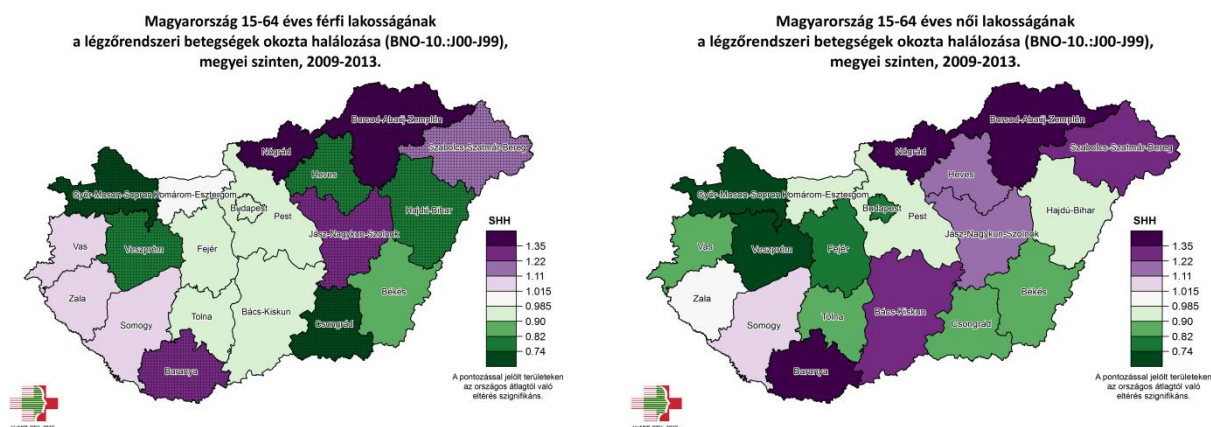 Magyarország 15-64 éves férfi lakosságának
a légzőrendszeri betegségek okozta halálozása (BNO-10.:J00-J99),
megyei szinten, 2009-2013.
Borsod-Abaúj-Zemplén
Nógrád
Szabolcs-Szatmár-Bereg
Heves
Győr-Moson-Sopron
Komárom-Esztergom
Budapest
Pest
Hajdú-Bihar
Jász-Nagykun-Szolnok
Vas
Veszprém
Fejér
Békés
Zala
Somogy
Tolna
Bács-Kiskun
Csongrád
Baranya
SHH
1.35
1.22
1.11
1.015
0.985
0.90
0.82
0.74
A pontozással jelölt területeken
az országos átlagtól való
eltérés szignifikáns.
Magyarország 15-64 éves női lakosságának
a légzőrendszeri betegségek okozta halálozása (BNO-10.:J00-J99),
megyei szinten, 2009-2013.
Borsod-Abaúj-Zemplén
Nógrád
Szabolcs-Szatmár-Bereg
Heves
Győr-Moson-Sopron
Komárom-Esztergom
Budapest
Pest
Hajdú-Bihar
Jász-Nagykun-Szolnok
Vas
Veszprém
Fejér
Békés
Zala
Somogy
Tolna
Bács-Kiskun
Csongrád
Baranya
SHH
1.35
1.22
1.11
1.015
0.985
0.90
0.82
0.74
A pontozással jelölt területeken
az országos átlagtól való
eltérés szignifikáns.